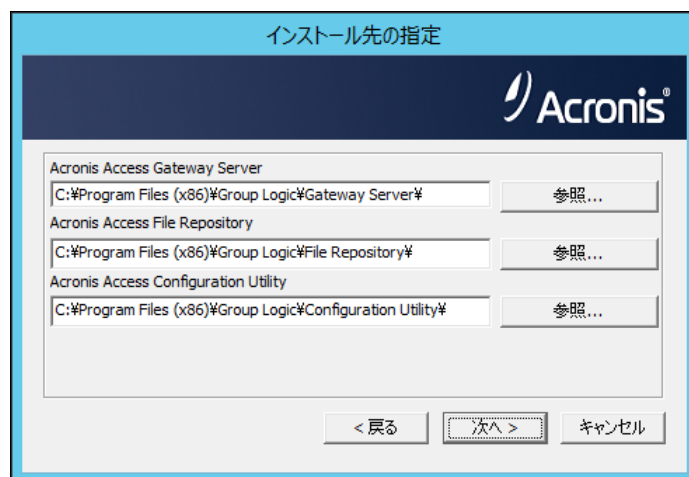 インストール先の指定
Acronis®
Acronis Access Gateway Server
C:¥Program Files (x86)¥Group Logic¥Gateway Server¥
参照...
Acronis Access File Repository
C:¥Program Files (x86)¥Group Logic¥File Repository¥
参照...
Acronis Access Configuration Utility
C:¥Program Files (x86)¥Group Logic¥Configuration Utility¥
参照...
< 戻る
次へ >
キャンセル